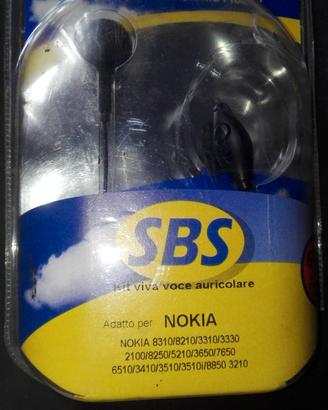 SBS
Kit viva voce auricolare
Adatto per NOKIA
NOKIA 8310/8210/3310/3330
2100/8250/5210/3650/7650
6510/3410/3510/3510i/8850 3210